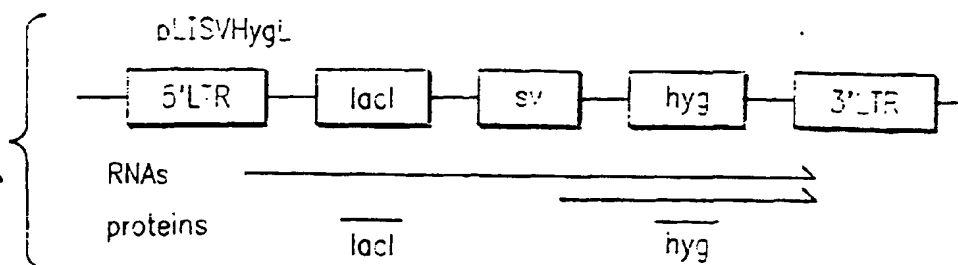 pLISVHygL
5'LTR lacI sv hyg 3'LTR
RNAs
proteins lacI hyg